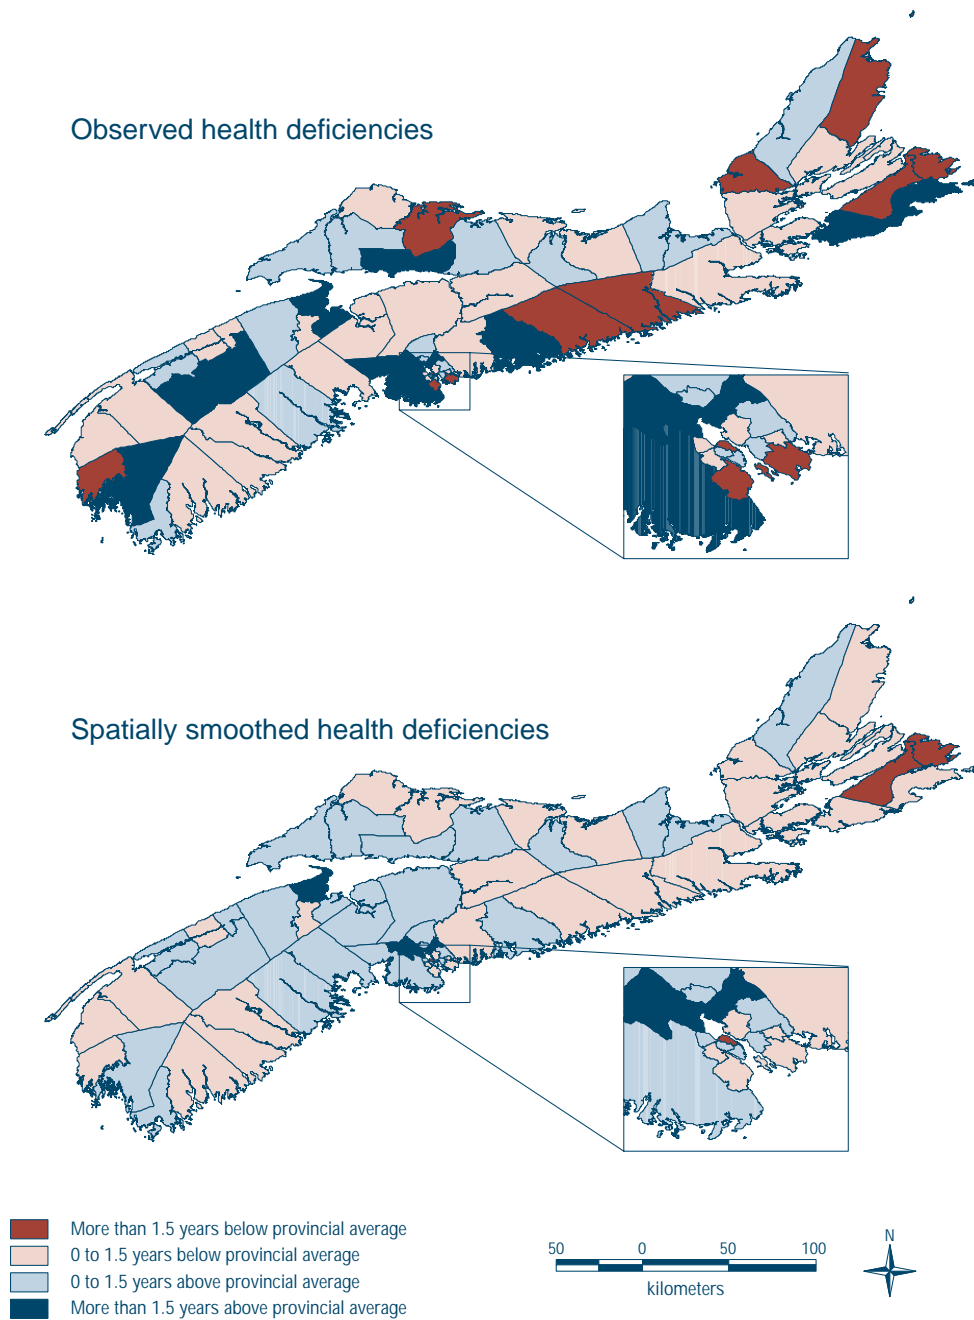 Observed health deficiencies
Spatially smoothed health deficiencies
More than 1.5 years below provincial average
0 to 1.5 years below provincial average
0 to 1.5 years above provincial average
More than 1.5 years above provincial average
50 0 50 100
kilometers
N